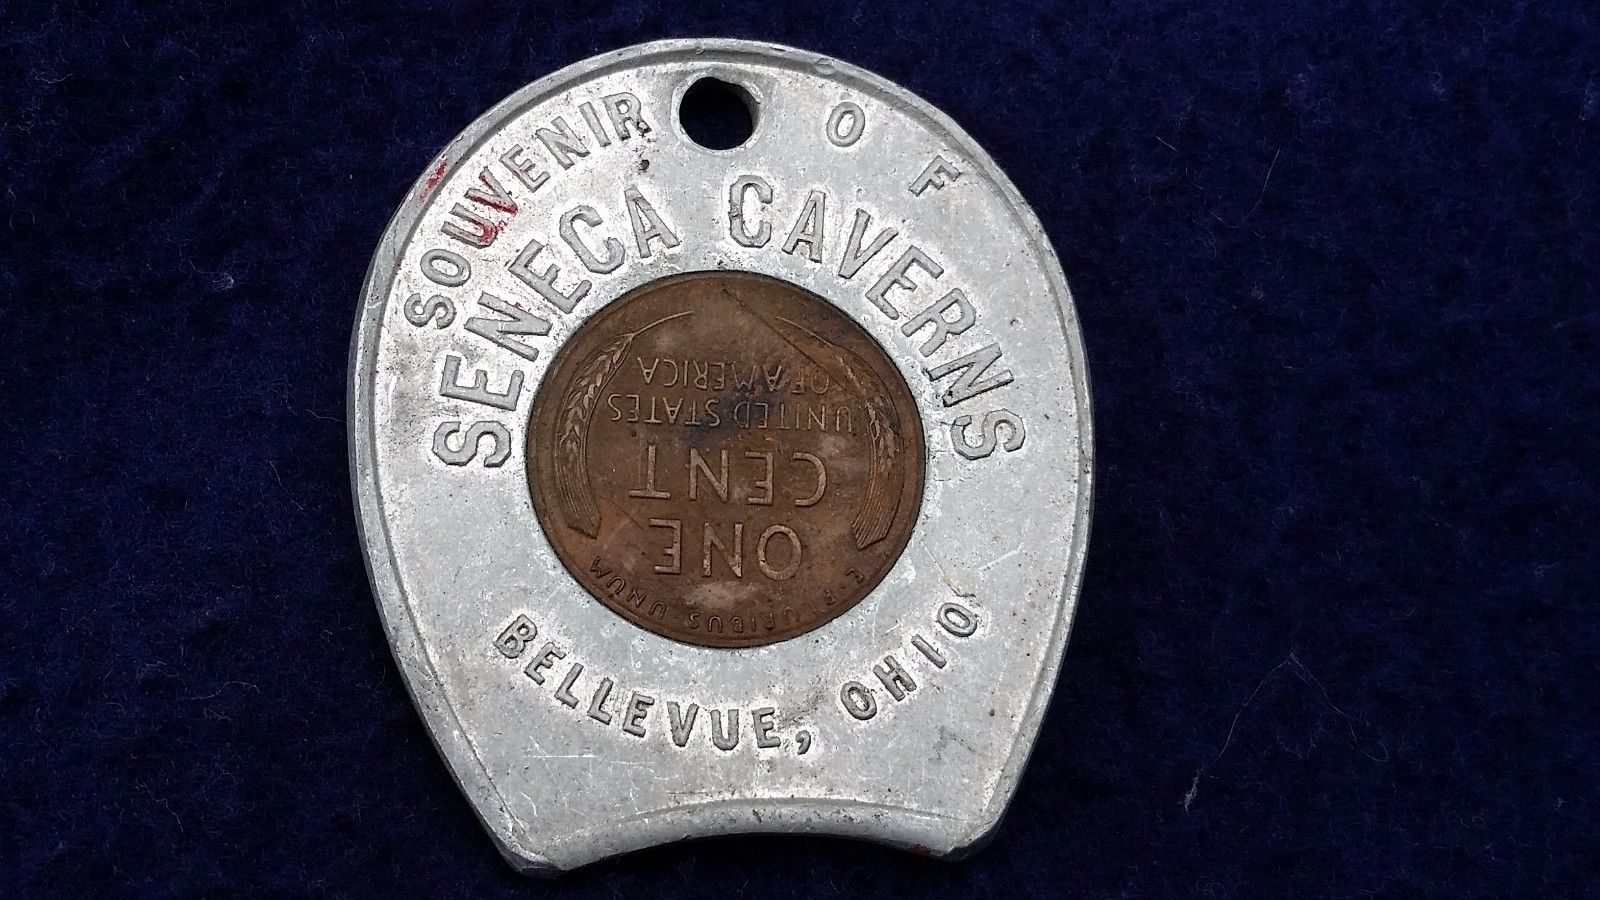 SOUVENIR OF
SENECA CAVERNS
E · PLURIBUS · UNUM
ONE
CENT
UNITED STATES
OF AMERICA
BELLEVUE, OHIO